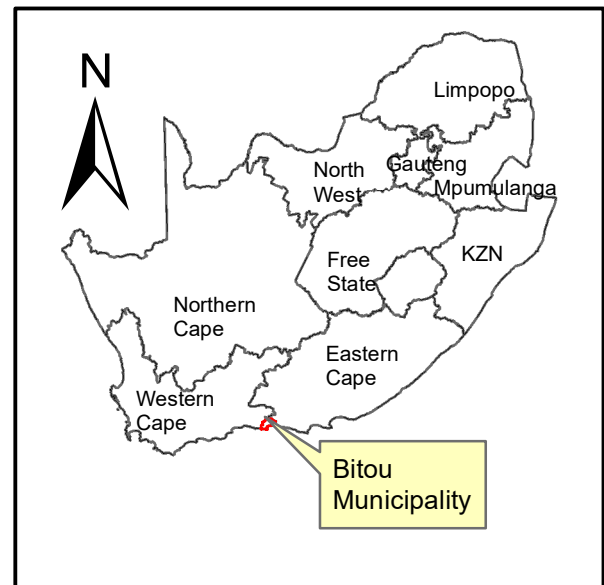 N
Limpopo
North
West
Gauteng
Mpumulanga
KZN
Free
State
Northern
Cape
Eastern
Cape
Western
Cape
Bitou
Municipality